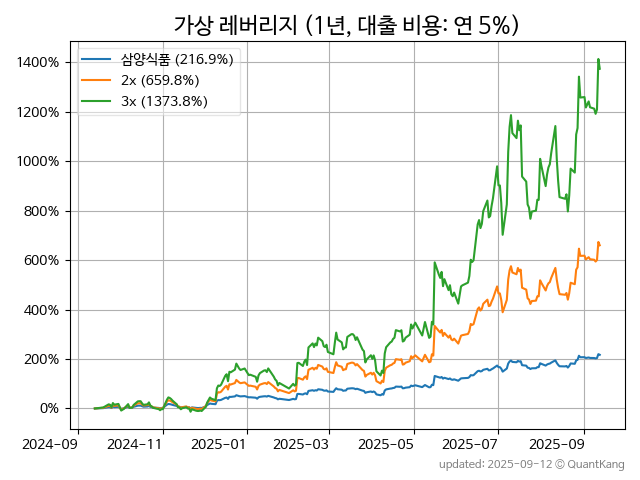 가상 레버리지 (1년, 대출 비용: 연 5%)
삼양식품 (216.9%)
2x (659.8%)
3x (1373.8%)
1400%
1200%
1000%
800%
600%
400%
200%
0%
2024-09 2024-11 2025-01 2025-03 2025-05 2025-07 2025-09
updated: 2025-09-12 © QuantKang